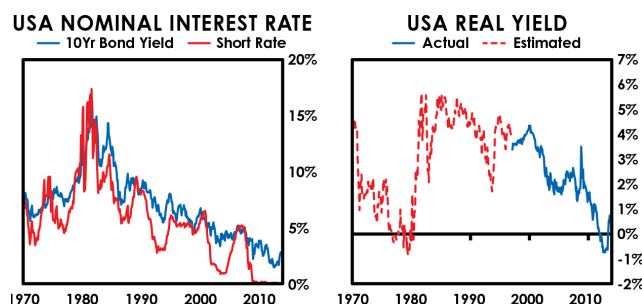 USA NOMINAL INTEREST RATE
10Yr Bond Yield Short Rate
20%
15%
10%
5%
0%
1970 1980 1990 2000 2010
USA REAL YIELD
Actual Estimated
7%
6%
5%
4%
3%
2%
1%
0%
-1%
-2%
1970 1980 1990 2000 2010